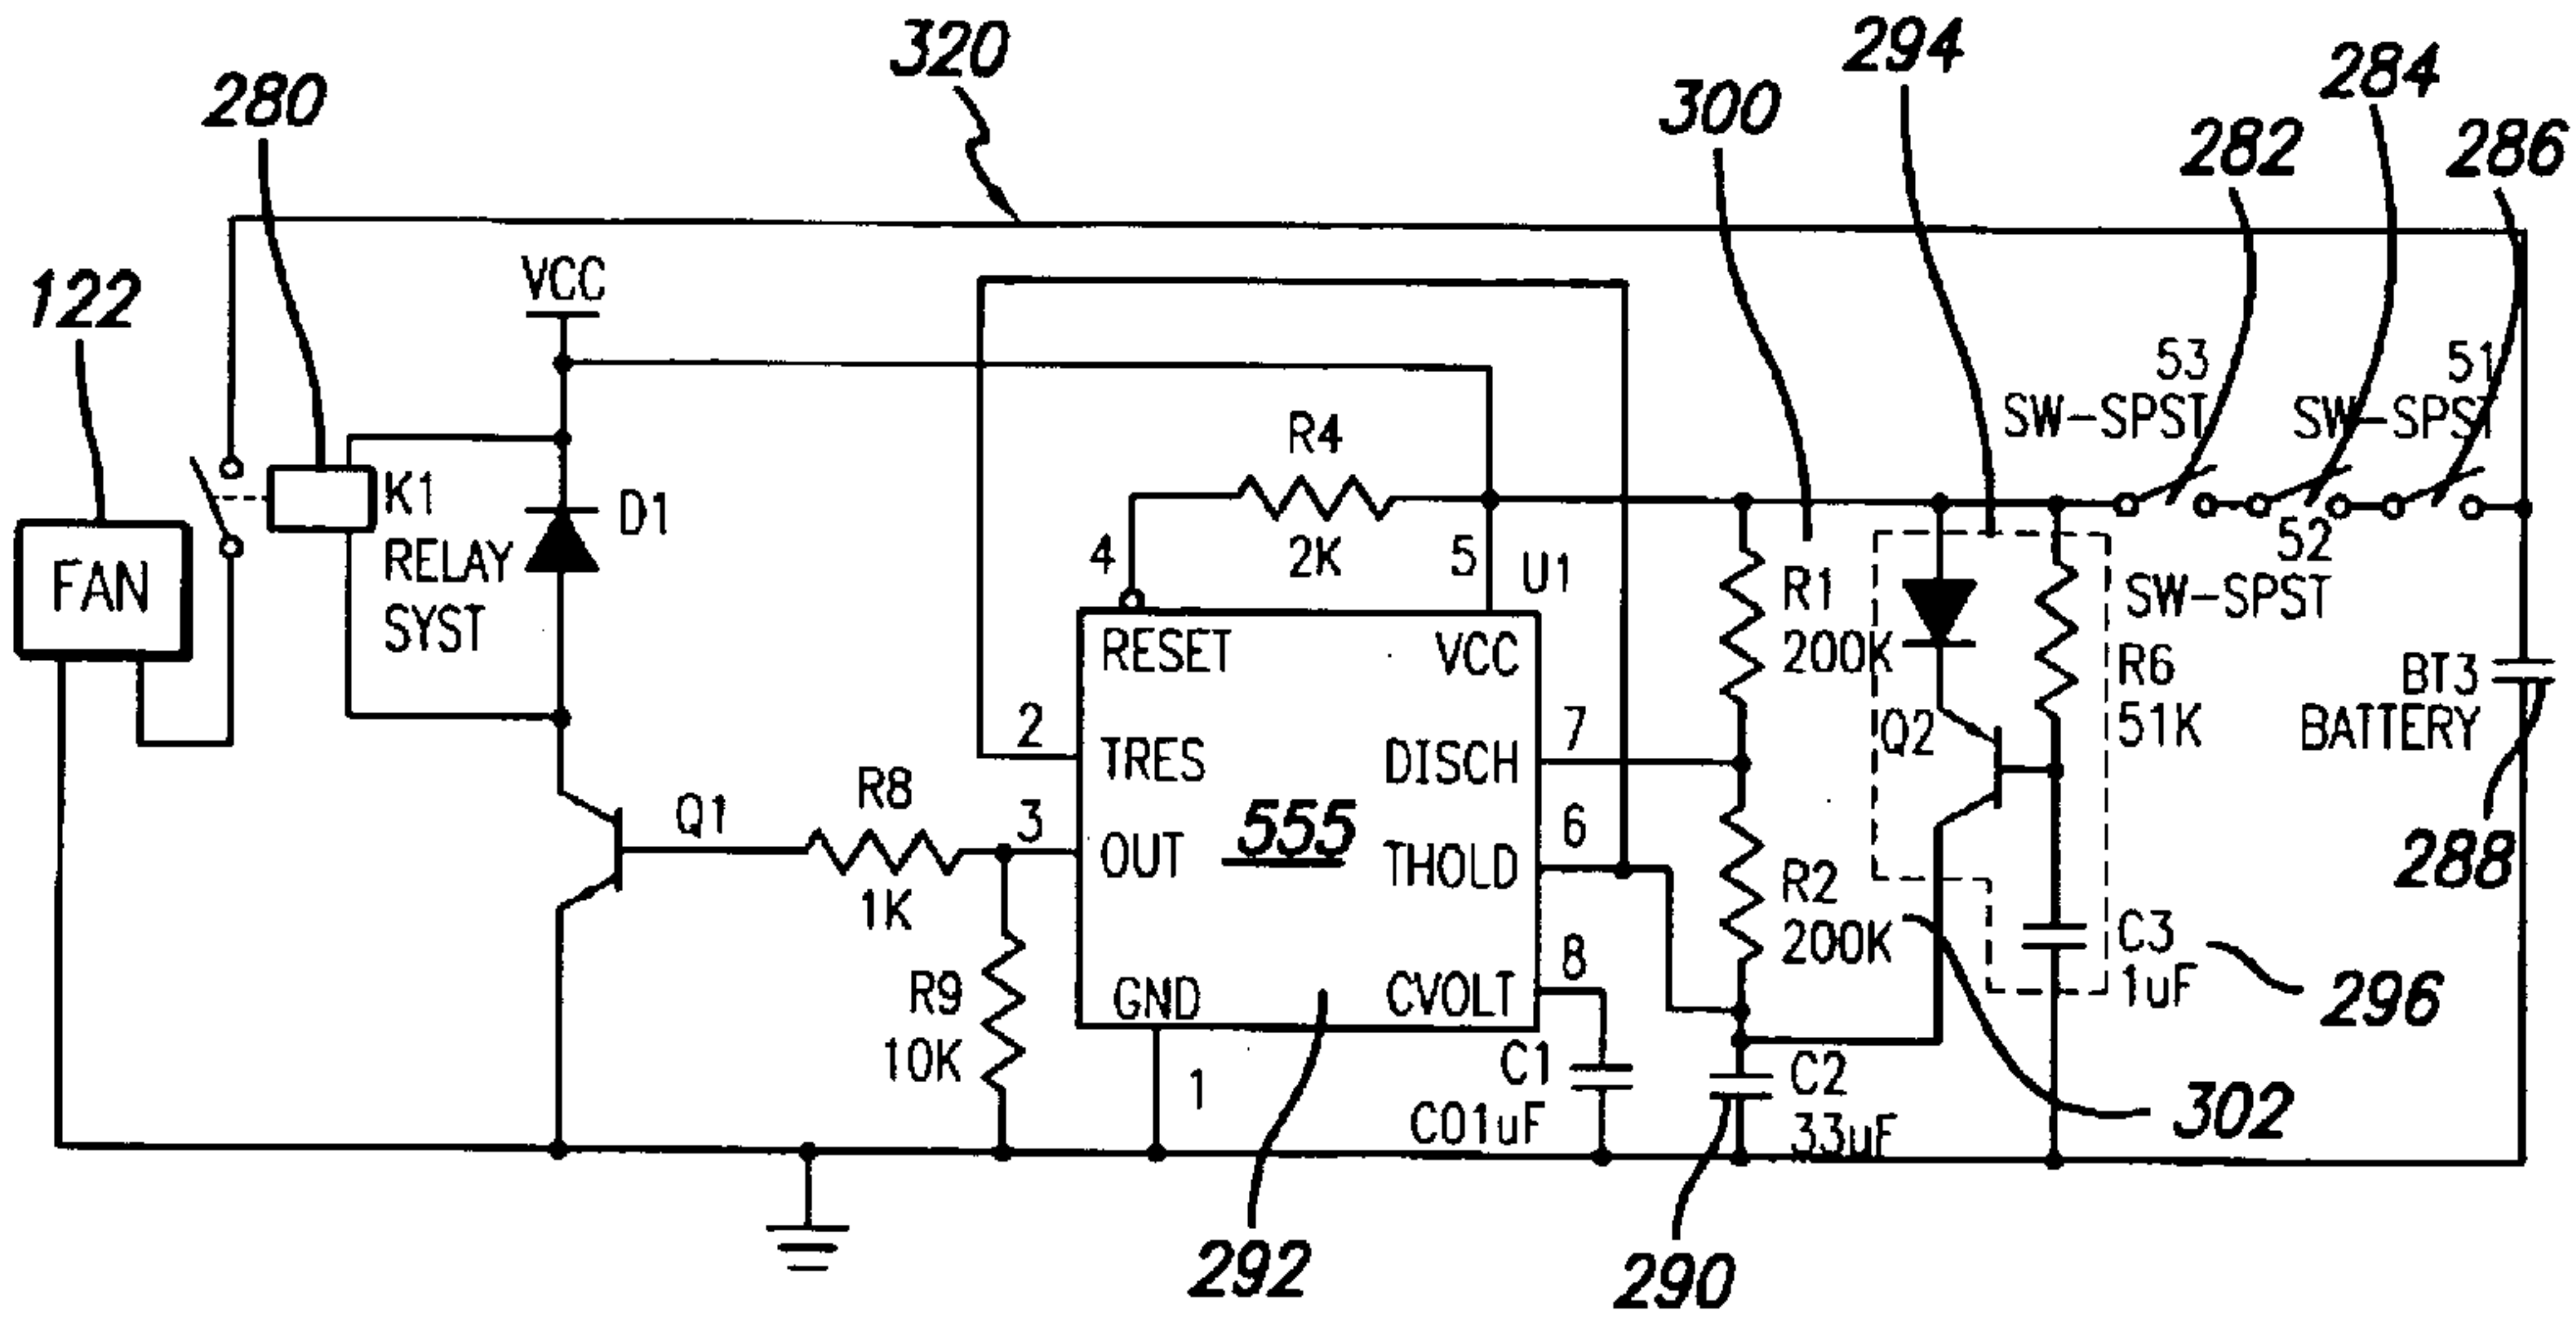 320
294
284
280
300
282
286
122
VCC
53
51
SW-SPST
SW-SPST
R4
K1
D1
4
2K
5
U1
52
RELAY
FAN
R1
SW-SPST
SYST
RESET
VCC
200K
R6
BT3
2
Q2
51K
BATTERY
7
TRES
DISCH
R8
Q1
3
555
6
288
OUT
THOLD
1K
R2
C3
200K
8
R9
GND
CVOLT
1uF
296
10K
C1
C2
1
C01uF
33uF
302
292
290